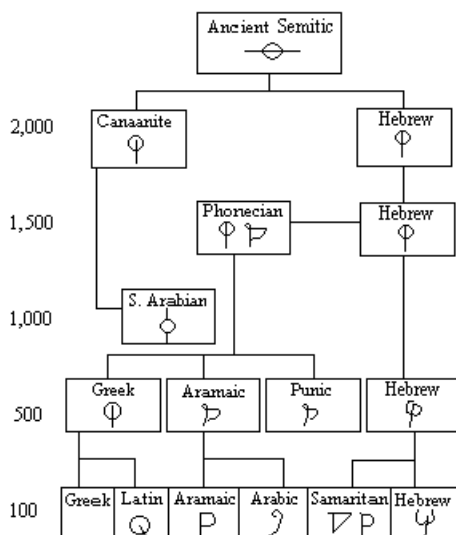 Ancient Semitic
2,000
Canaanite
Hebrew
1,500
Phonecian
Hebrew
1,000
S. Arabian
500
Greek
Aramaic
Punic
Hebrew
100
Greek
Latin
Aramaic
Arabic
Samaritan
Hebrew